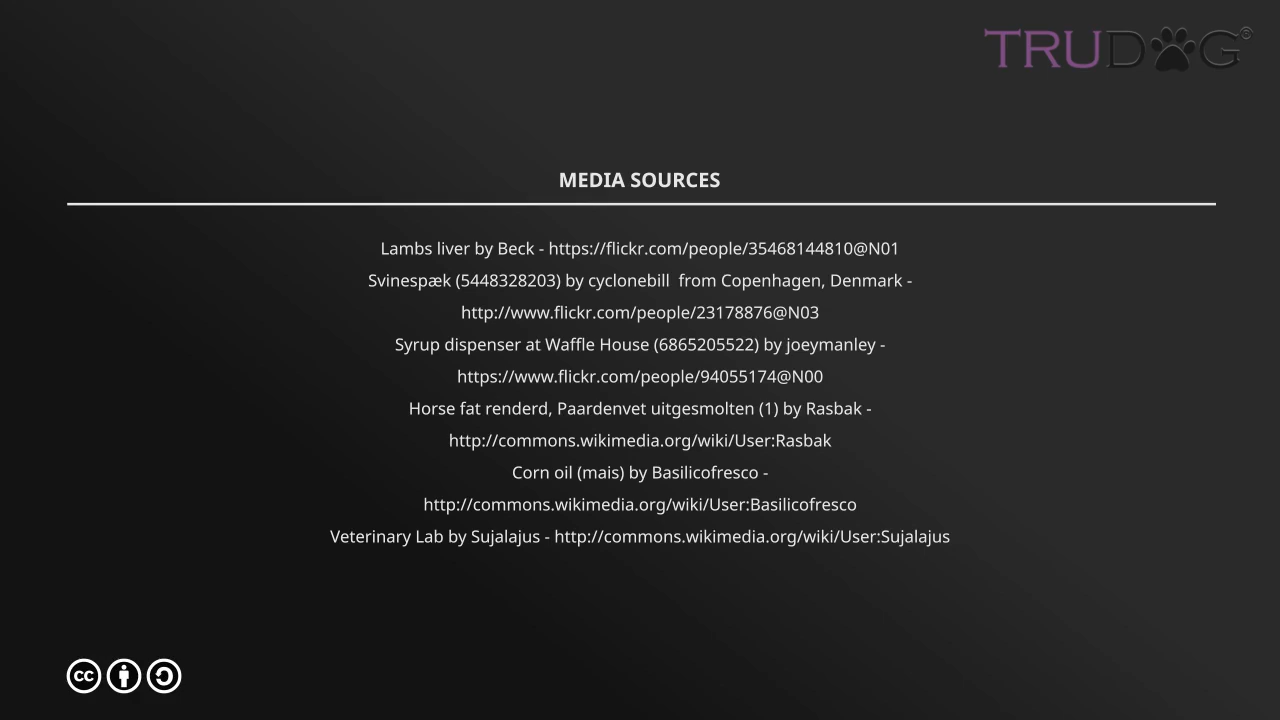 TRUDOG®
MEDIA SOURCES
Lambs liver by Beck - https://flickr.com/people/35468144810@N01
Svinespæk (5448328203) by cyclonebill  from Copenhagen, Denmark -
http://www.flickr.com/people/23178876@N03
Syrup dispenser at Waffle House (6865205522) by joeymanley -
https://www.flickr.com/people/94055174@N00
Horse fat renderd, Paardenvet uitgesmolten (1) by Rasbak -
http://commons.wikimedia.org/wiki/User:Rasbak
Corn oil (mais) by Basilicofresco -
http://commons.wikimedia.org/wiki/User:Basilicofresco
Veterinary Lab by Sujalajus - http://commons.wikimedia.org/wiki/User:Sujalajus
cc